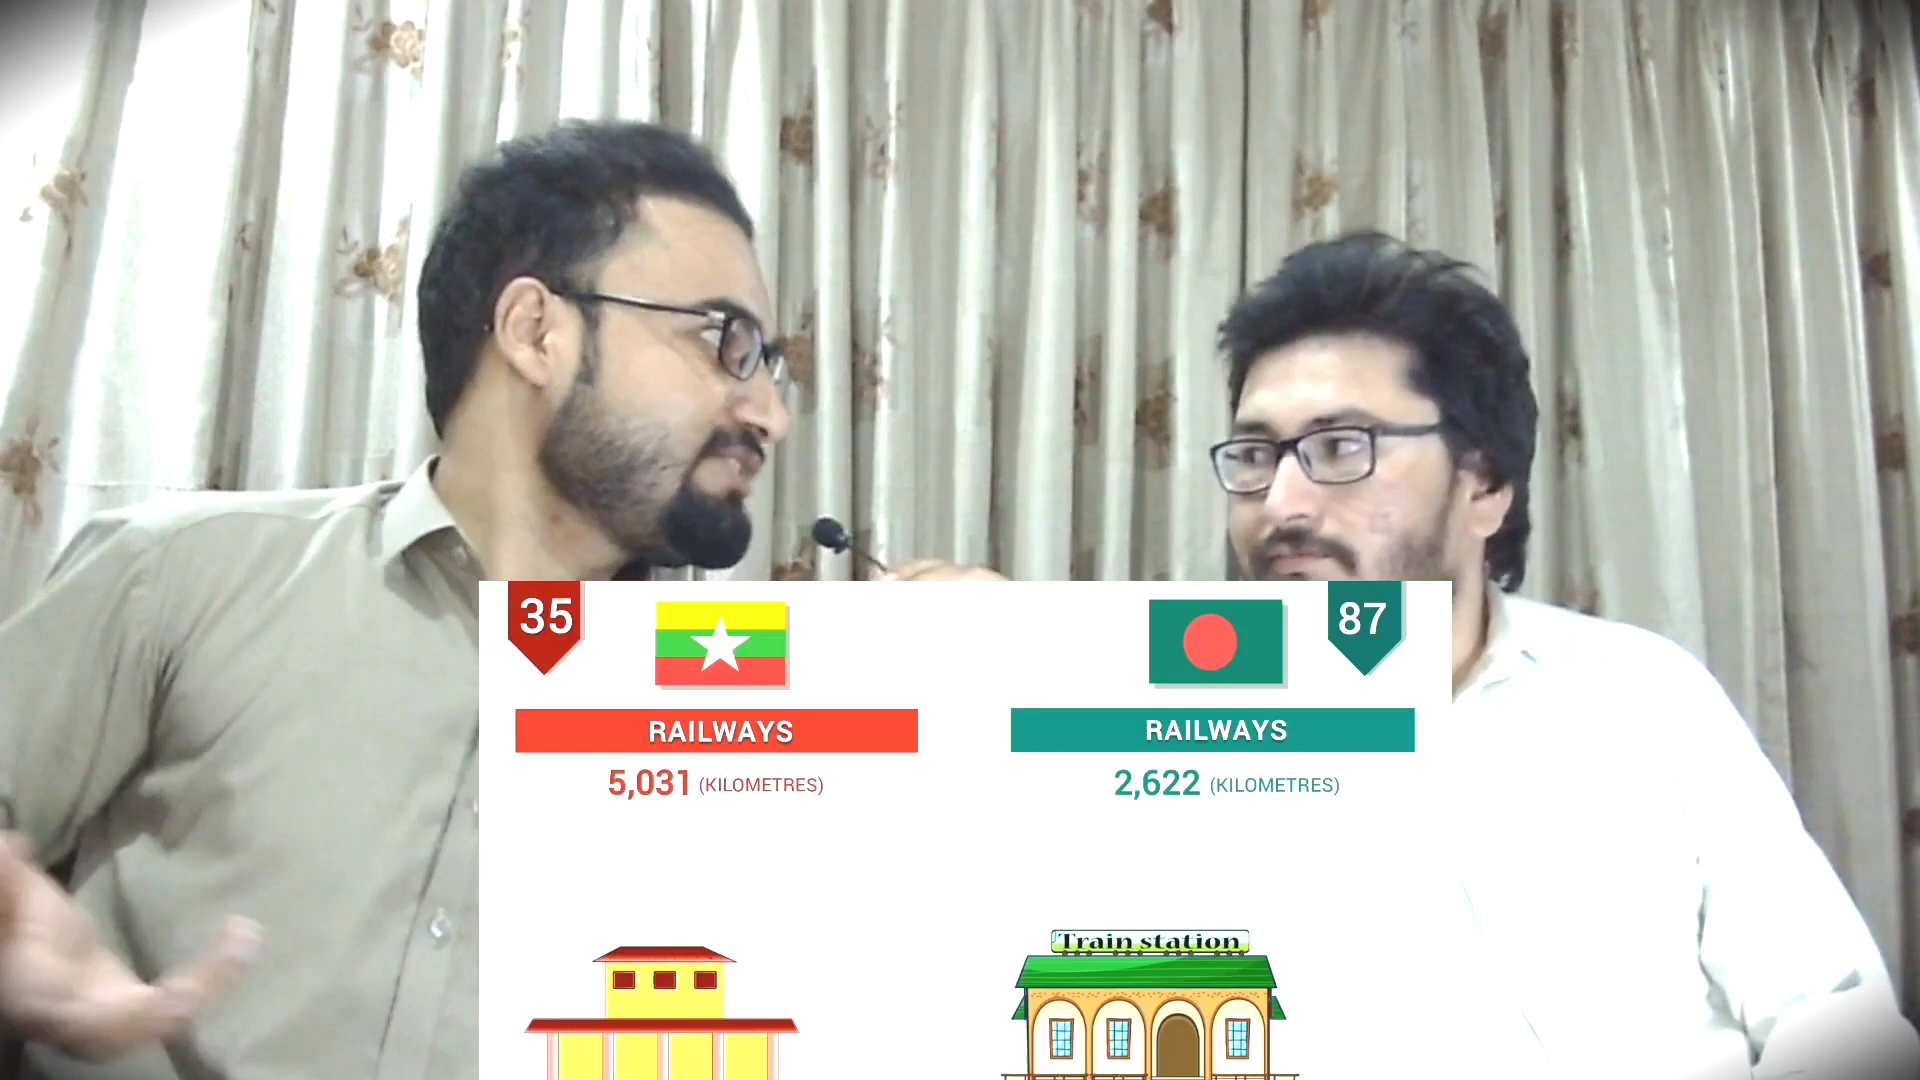 35
87
RAILWAYS
RAILWAYS
5,031 (KILOMETRES)
2,622 (KILOMETRES)
Train station